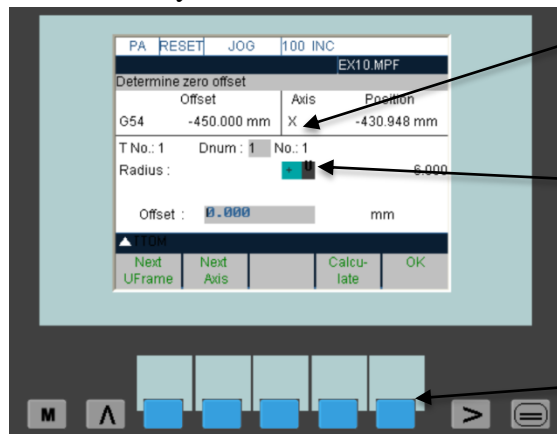 PA RESET JOG 100 INC
EX10.MPF
Determine zero offset
Offset Axis Position
G54 -450.000 mm X -430.948 mm
T No.: 1 Dnum : 1 No.: 1
Radius : + U 6.000
Offset : 0.000 mm
TTOM
Next UFrame
Next Axis
Calcu- late
OK
M